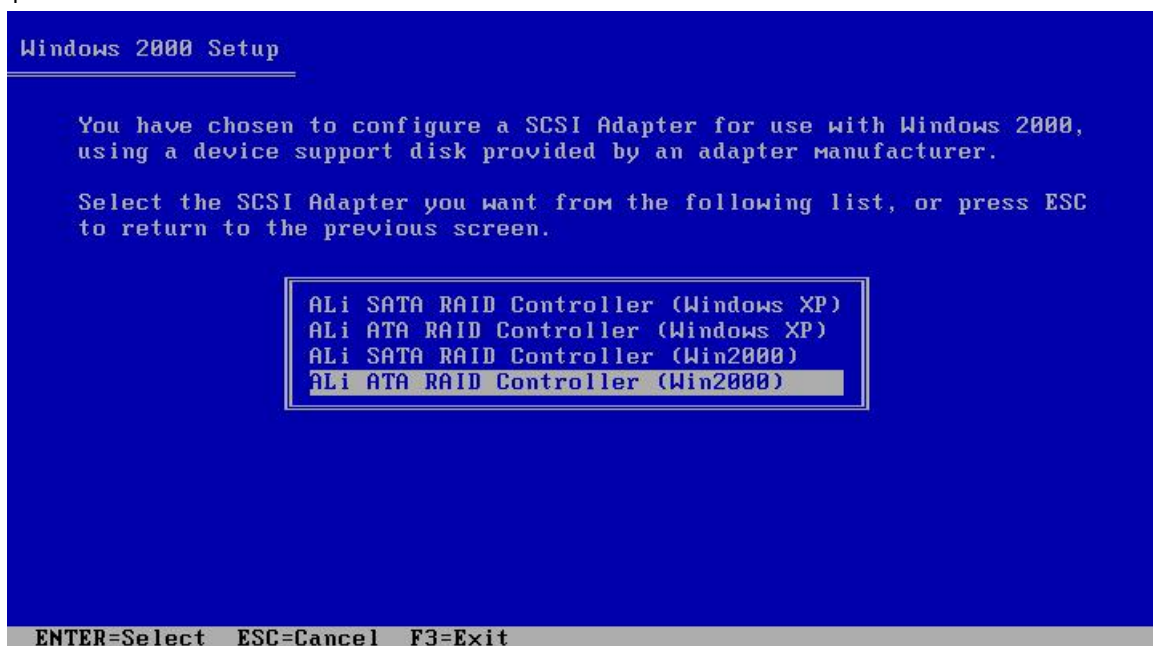 Windows 2000 Setup
You have chosen to configure a SCSI Adapter for use with Windows 2000,
using a device support disk provided by an adapter manufacturer.
Select the SCSI Adapter you want from the following list, or press ESC
to return to the previous screen.
ALi SATA RAID Controller (Windows XP)
ALi ATA RAID Controller (Windows XP)
ALi SATA RAID Controller (Win2000)
ALi ATA RAID Controller (Win2000)
ENTER=Select ESC=Cancel F3=Exit